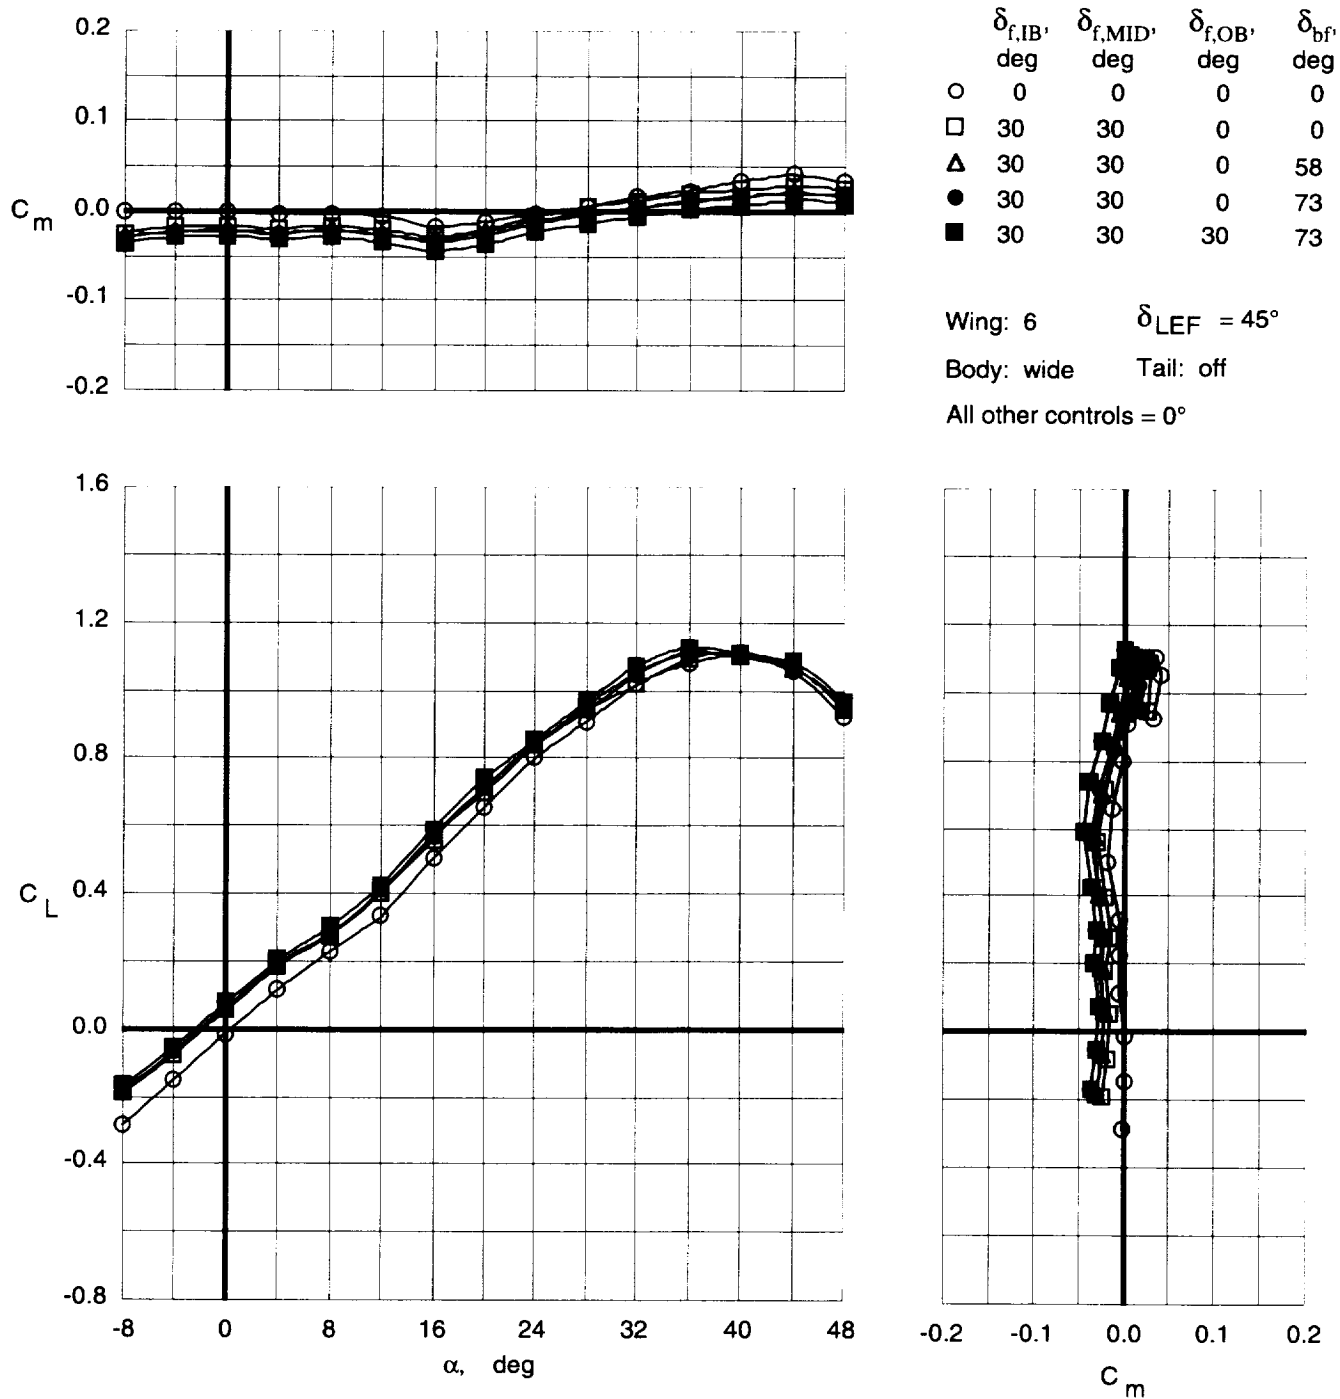 0.2
0.1
C_m 0.0
-0.1
-0.2
δ_f,IB, δ_f,MID, δ_f,OB, δ_bf,
deg deg deg deg
○ 0 0 0 0
□ 30 30 0 0
△ 30 30 0 58
● 30 30 0 73
■ 30 30 30 73
Wing: 6 δ_LEF = 45°
Body: wide Tail: off
All other controls = 0°
1.6
1.2
0.8
C_L 0.4
0.0
-0.4
-0.8
-8 0 8 16 24 32 40 48
α, deg
-0.2 -0.1 0.0 0.1 0.2
C_m